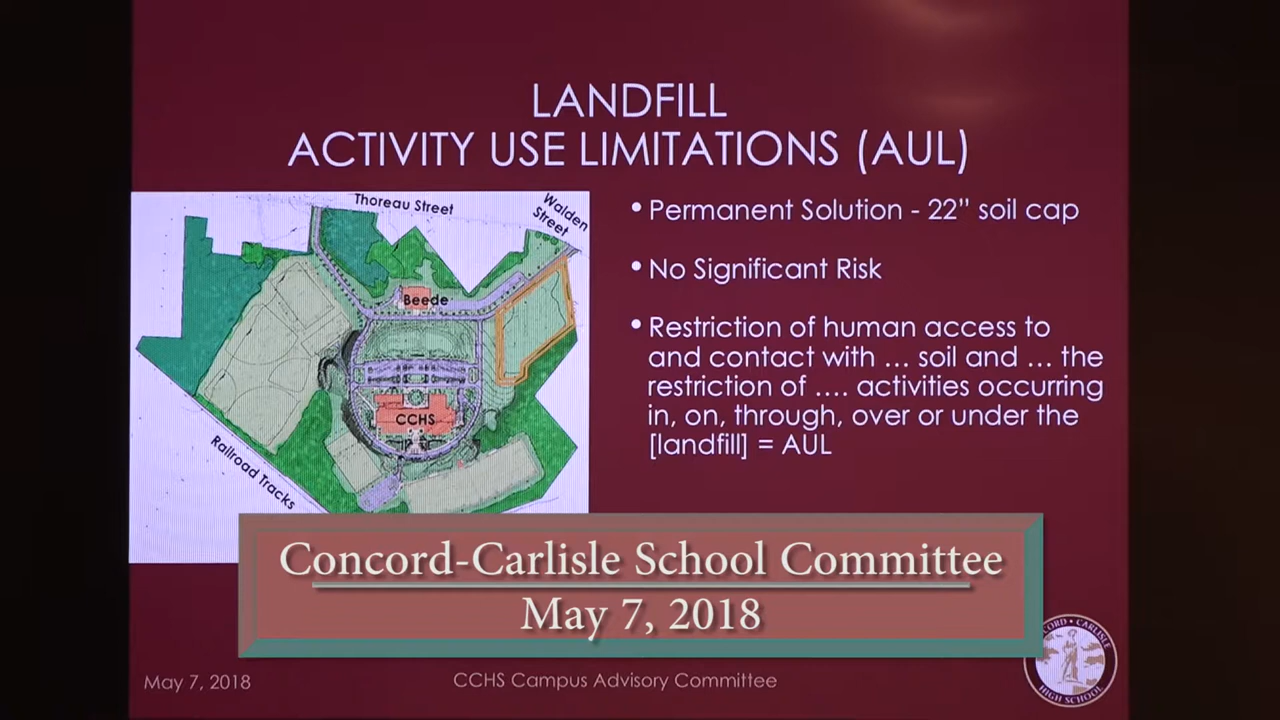 LANDFILL
ACTIVITY USE LIMITATIONS (AUL)
Thoreau Street
Walden
Street
Beede
CCHS
Railroad Tracks
• Permanent Solution - 22” soil cap
• No Significant Risk
• Restriction of human access to
and contact with ... soil and ... the
restriction of .... activities occurring
in, on, through, over or under the
[landfill] = AUL
Concord-Carlisle School Committee
May 7, 2018
May 7, 2018
CCHS Campus Advisory Committee
CARLISLE
HIGH SCHOOL